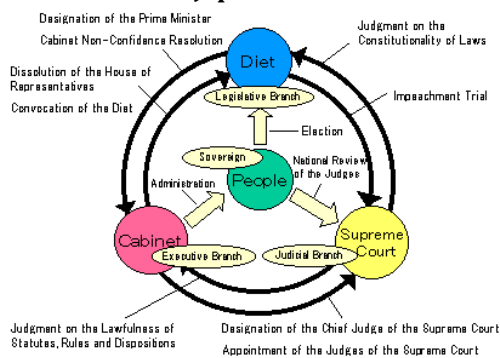 Designation of the Prime Minister
Cabinet Non-Confidence Resolution
Judgment on the
Constitutionality of Laws
Diet
Dissolution of the House of
Representatives
Convocation of the Diet
Legislative Branch
Impeachment Trial
Election
Sovereign
People
National Review
of the Judges
Administration
Cabinet
Executive Branch
Judicial Branch
Supreme
Court
Judgment on the Lawfulness of
Statutes, Rules and Dispositions
Designation of the Chief Judge of the Supreme Court
Appointment of the Judges of the Supreme Court